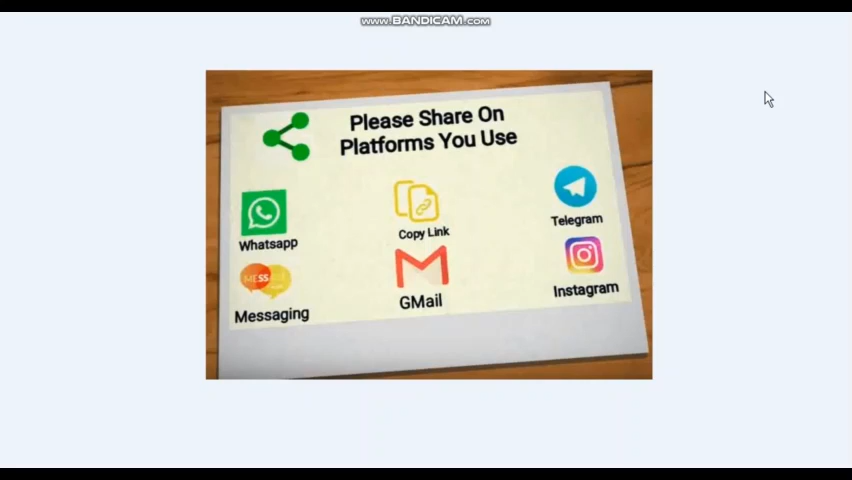 www.BANDICAM.com
Please Share On
Platforms You Use
Whatsapp
Copy Link
Telegram
Messaging
GMail
Instagram